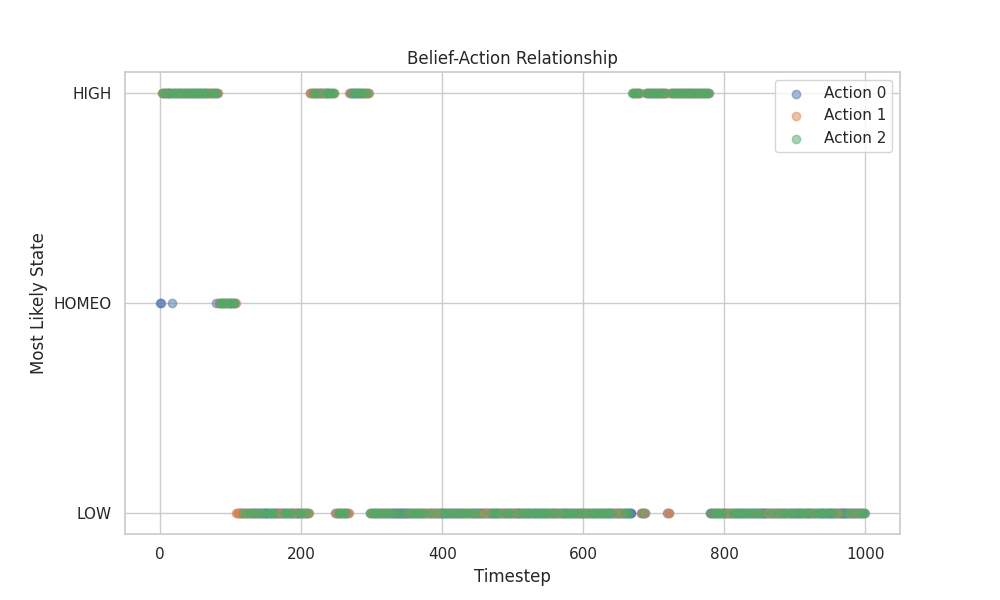 Belief-Action Relationship
HIGH
HOMEO
LOW
Most Likely State
Action 0
Action 1
Action 2
0
200
400
600
800
1000
Timestep